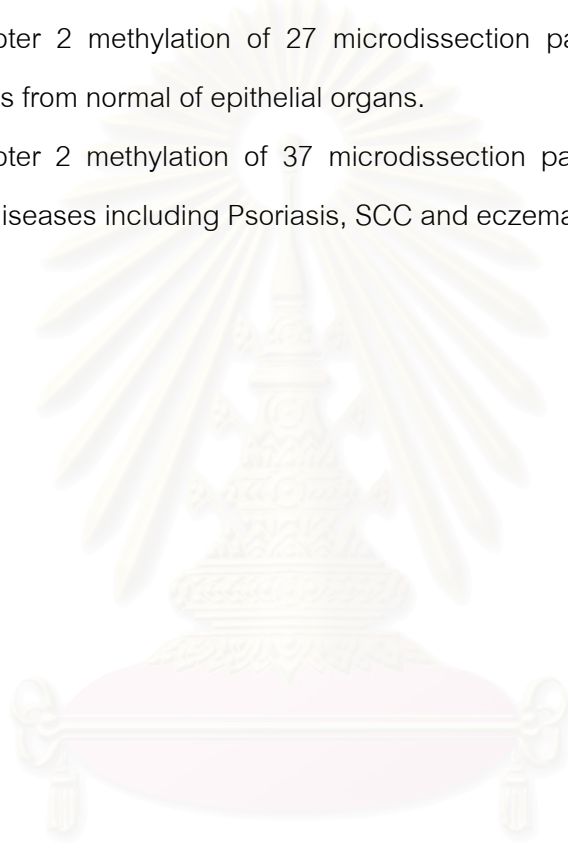 pter 2 methylation of 27 microdissection pa
s from normal of epithelial organs.
pter 2 methylation of 37 microdissection pa
iseases including Psoriasis, SCC and eczema